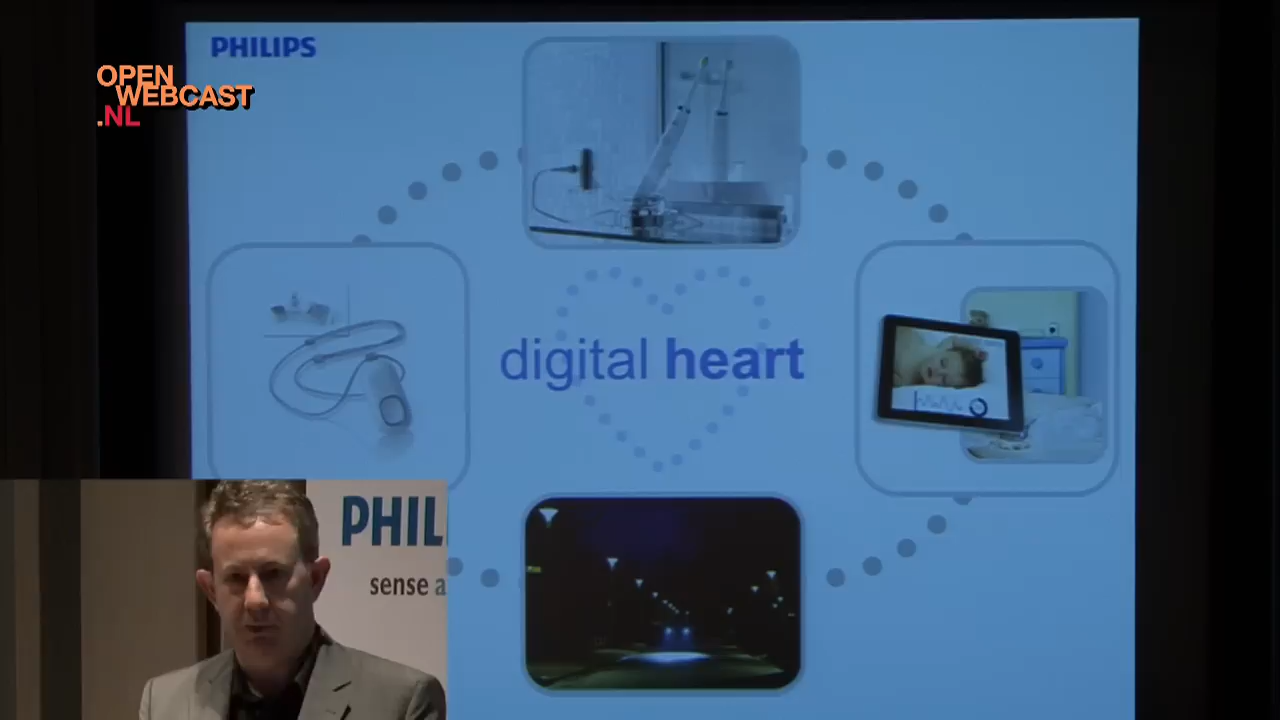 PHILIPS
OPEN
WEBCAST
.NL
digital heart
PHIL
sense a